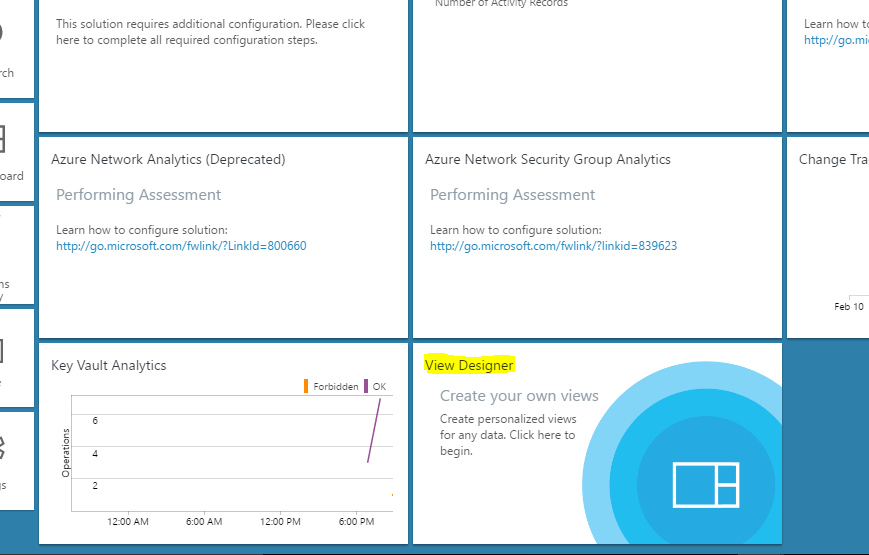 This solution requires additional configuration. Please click
here to complete all required configuration steps.
Number of Activity Records
Learn how to
http://go.mi
rch
oard
ns
y
e
gs
Azure Network Analytics (Deprecated)
Performing Assessment
Learn how to configure solution:
http://go.microsoft.com/fwlink/?LinkId=800660
Azure Network Security Group Analytics
Performing Assessment
Learn how to configure solution:
http://go.microsoft.com/fwlink/?linkid=839623
Change Tra
Feb 10
Key Vault Analytics
Forbidden OK
Operations
6
4
2
12:00 AM 6:00 AM 12:00 PM 6:00 PM
View Designer
Create your own views
Create personalized views
for any data. Click here to
begin.